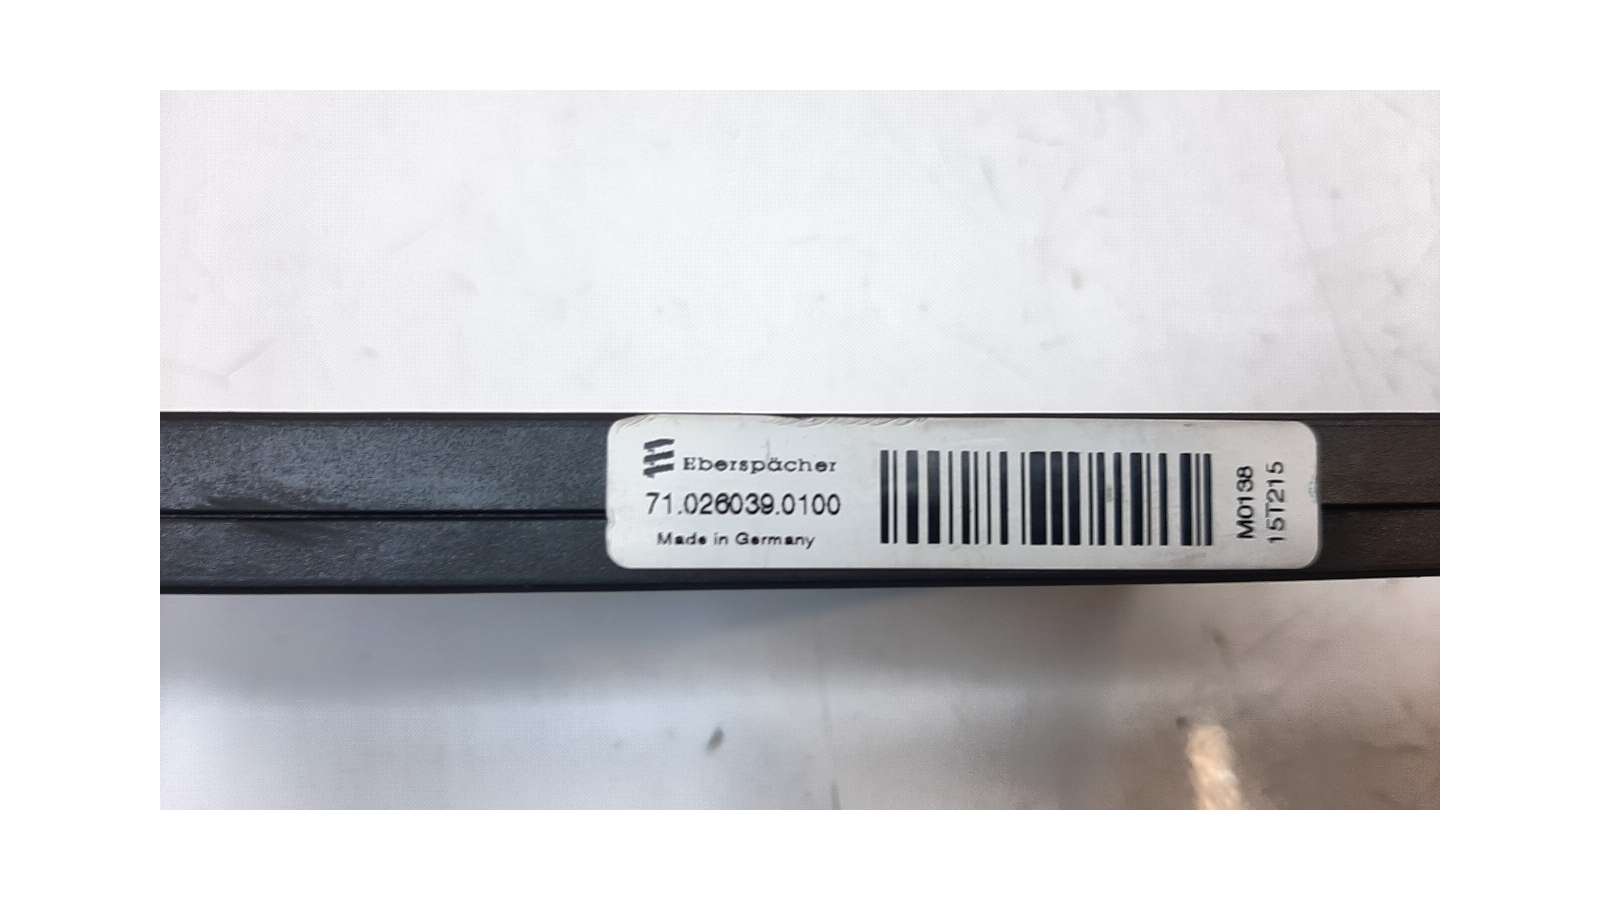 Eberspächer
71.026039.0100
Made in Germany
M0138
15T215